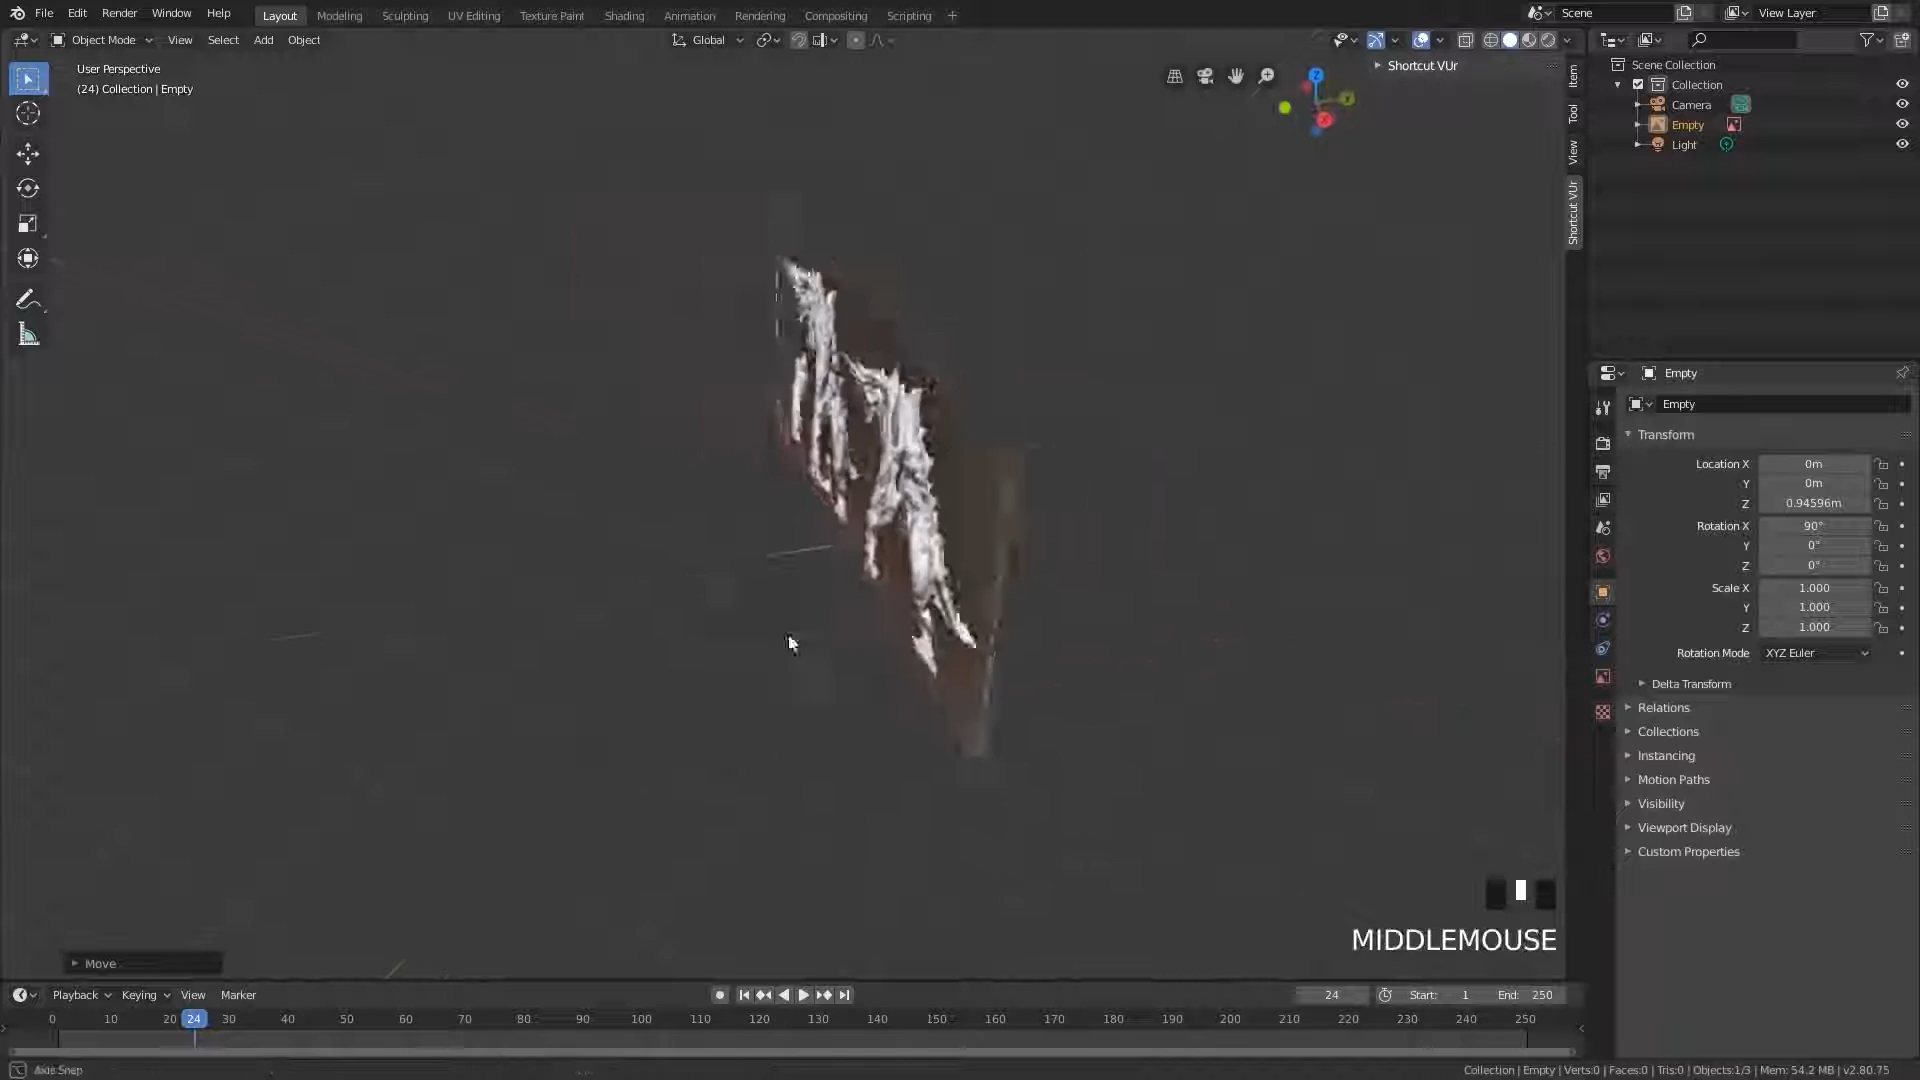 File Edit Render Window Help Layout Modeling Sculpting UV Editing Texture Paint Shading Animation Rendering Compositing Scripting + Scene View Layer
Object Mode View Select Add Object Global
User Perspective
(24) Collection | Empty
Shortcut VUr
Item
Tool
View
Shortcut VUr
Scene Collection
Collection
Camera
Empty
Light
Empty
Empty
Transform
Location X 0m
Y 0m
Z 0.94596m
Rotation X 90°
Y 0°
Z 0°
Scale X 1.000
Y 1.000
Z 1.000
Rotation Mode XYZ Euler
Delta Transform
Relations
Collections
Instancing
Motion Paths
Visibility
Viewport Display
Custom Properties
Z
Y
X
MIDDLEMOUSE
Move
Playback Keying View Marker 24 Start: 1 End: 250
0 10 20 24 30 40 50 60 70 80 90 100 110 120 130 140 150 160 170 180 190 200 210 220 230 240 250
Axis Snap
Collection | Empty | Verts:0 | Faces:0 | Tris:0 | Objects:1/3 | Mem: 54.2 MB | v2.80.75